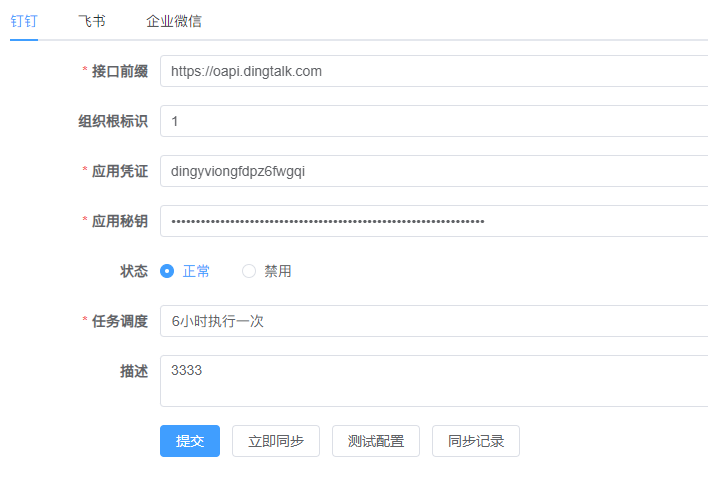 钉钉 飞书 企业微信
* 接口前缀 https://oapi.dingtalk.com
组织根标识 1
* 应用凭证 dingyviongfdpz6fwgqi
* 应用秘钥 ••••••••••••••••••••••••••••••••••••••••••••••••••••••••••••••••
状态 正常 禁用
* 任务调度 6小时执行一次
描述 3333
提交 立即同步 测试配置 同步记录